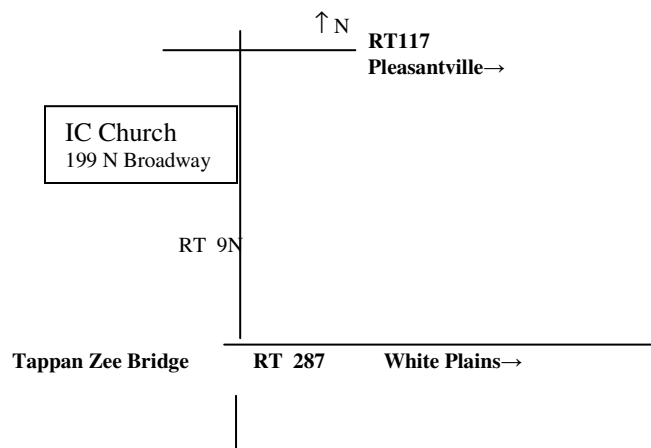 ↑ N
RT117
Pleasantville→
IC Church
199 N Broadway
RT 9N
Tappan Zee Bridge RT 287 White Plains→